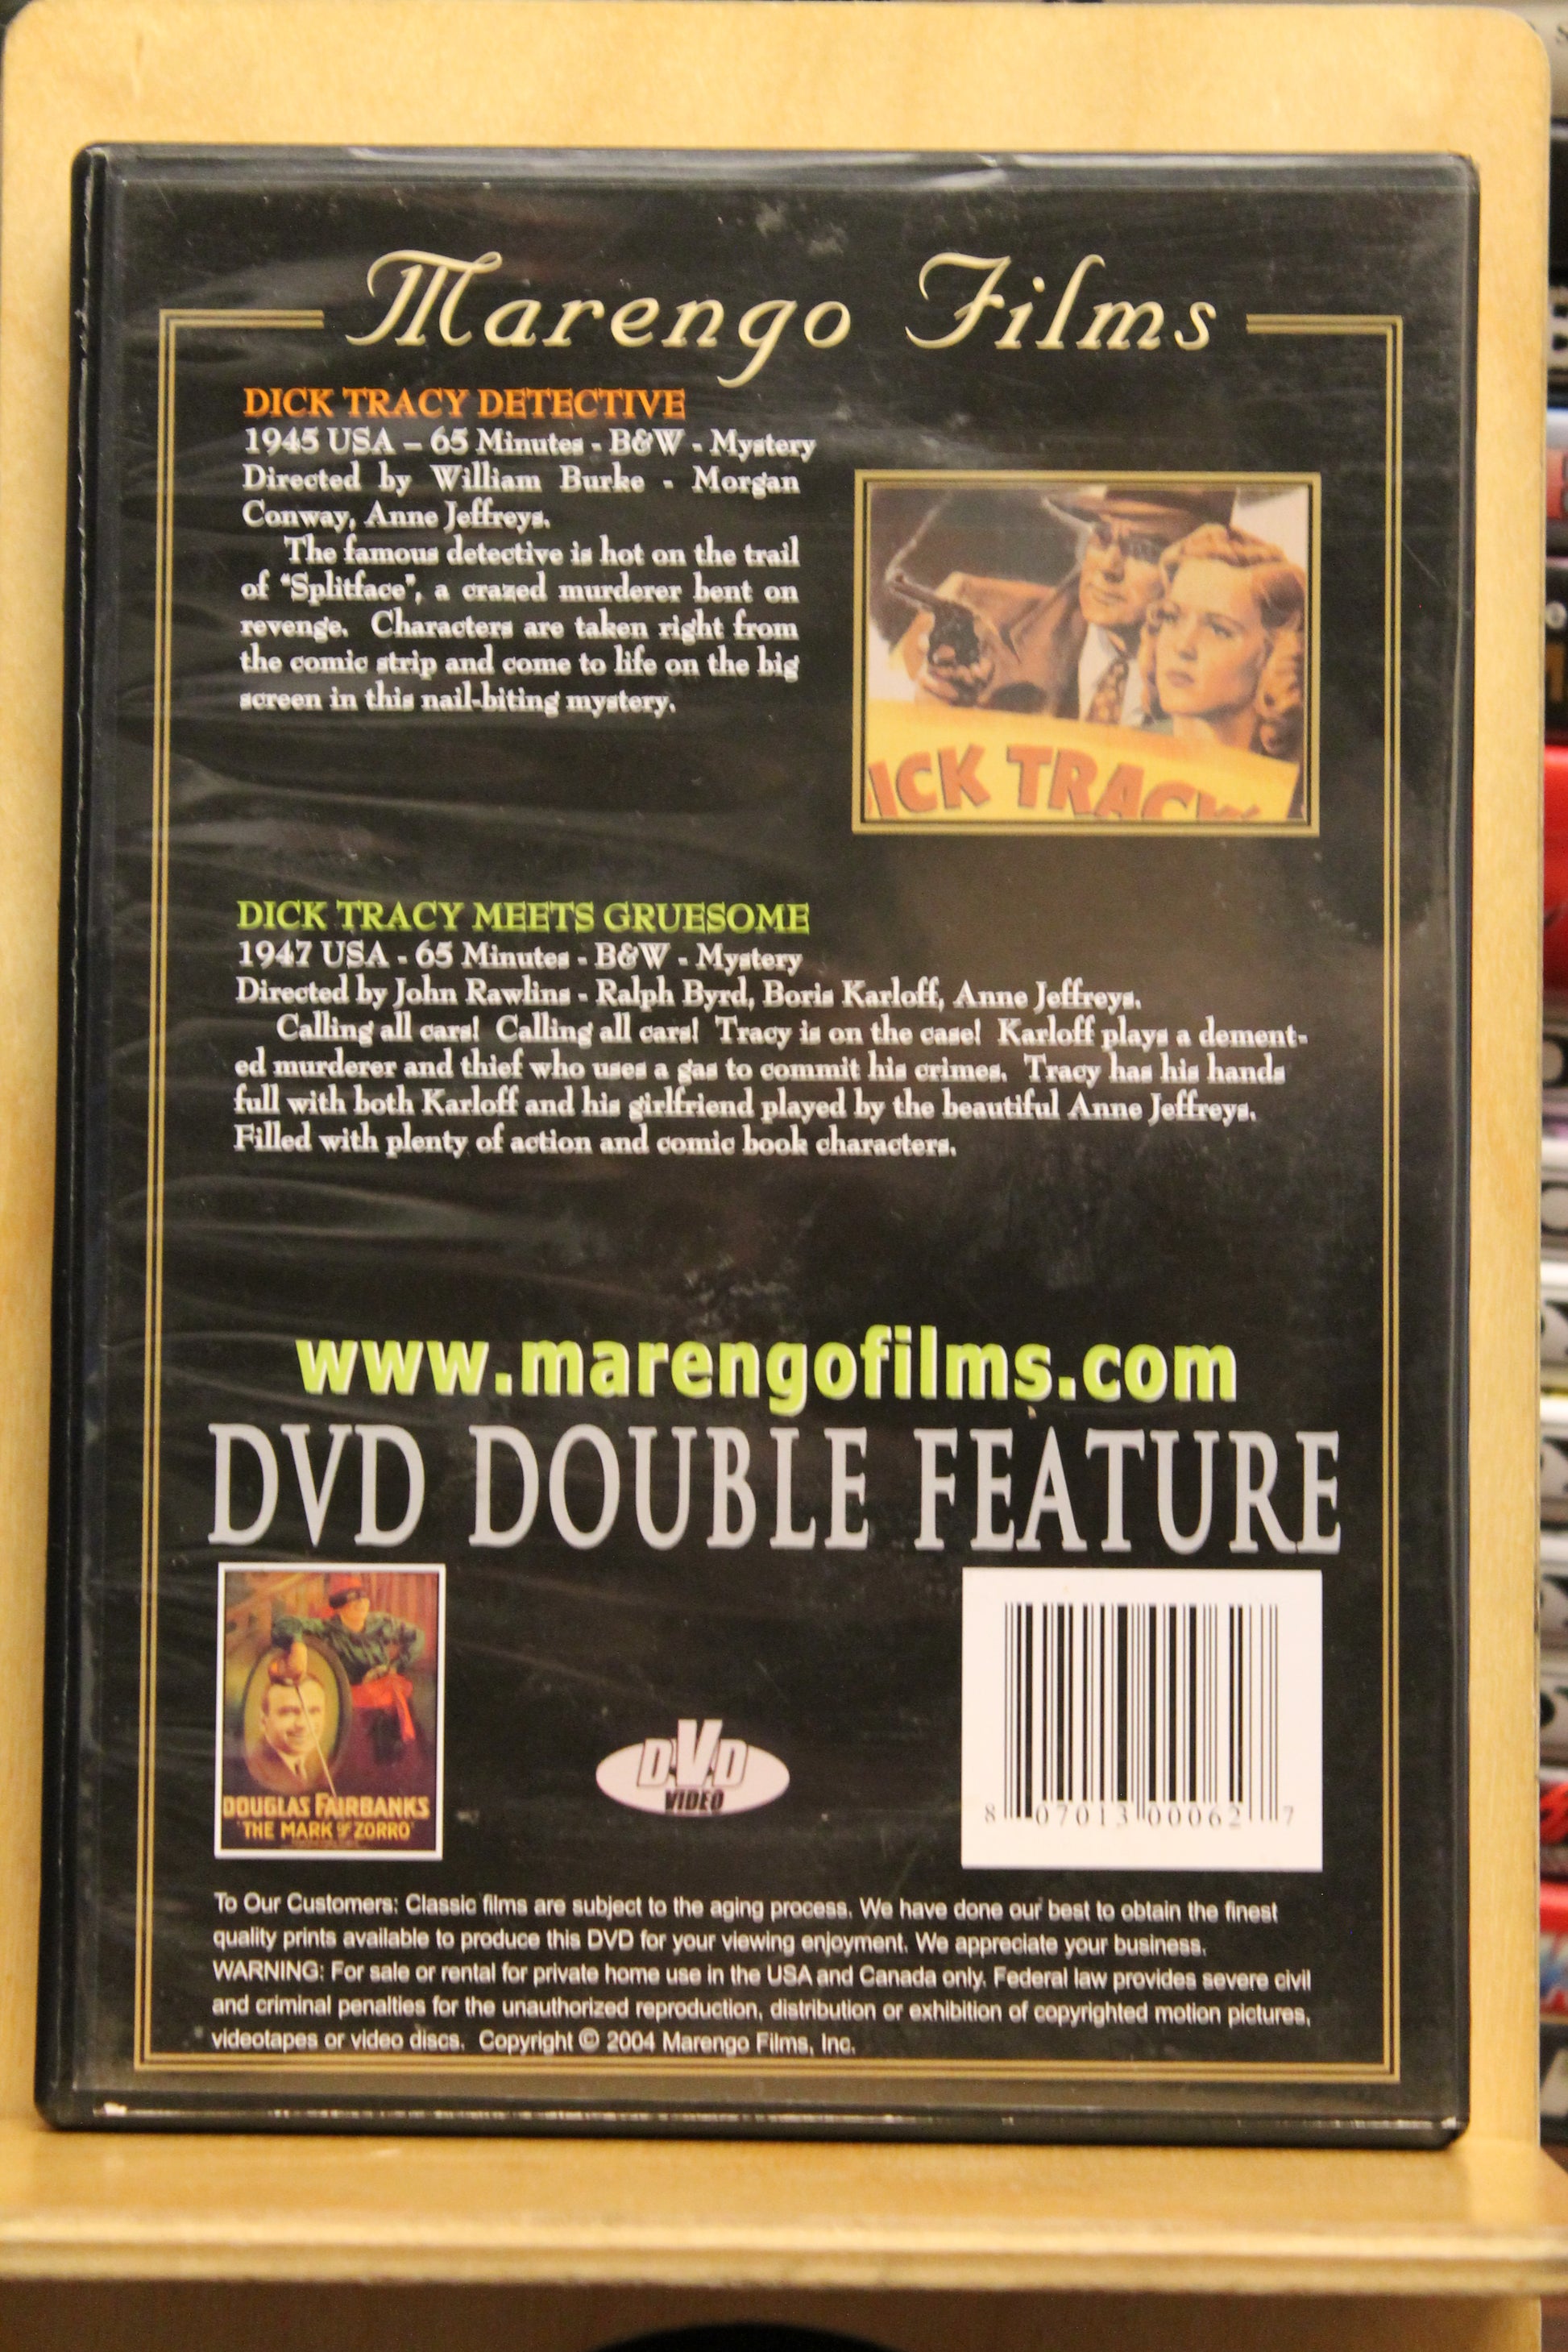 Marengo Films
DICK TRACY DETECTIVE
1945 USA – 65 Minutes - B&W - Mystery
Directed by William Burke - Morgan
Conway, Anne Jeffreys.
The famous detective is hot on the trail
of "Splitface", a crazed murderer bent on
revenge. Characters are taken right from
the comic strip and come to life on the big
screen in this nail-biting mystery.
ICK TRACY
DICK TRACY MEETS GRUESOME
1947 USA - 65 Minutes - B&W - Mystery
Directed by John Rawlins - Ralph Byrd, Boris Karloff, Anne Jeffreys.
Calling all cars! Calling all cars! Tracy is on the case! Karloff plays a dement-
ed murderer and thief who uses a gas to commit his crimes. Tracy has his hands
full with both Karloff and his girlfriend played by the beautiful Anne Jeffreys.
Filled with plenty of action and comic book characters.
www.marengofilms.com
DVD DOUBLE FEATURE
DOUGLAS FAIRBANKS
"THE MARK OF ZORRO"
DVD
VIDEO
8 07013 00062 7
To Our Customers: Classic films are subject to the aging process. We have done our best to obtain the finest
quality prints available to produce this DVD for your viewing enjoyment. We appreciate your business.
WARNING: For sale or rental for private home use in the USA and Canada only. Federal law provides severe civil
and criminal penalties for the unauthorized reproduction, distribution or exhibition of copyrighted motion pictures,
videotapes or video discs. Copyright © 2004 Marengo Films, Inc.